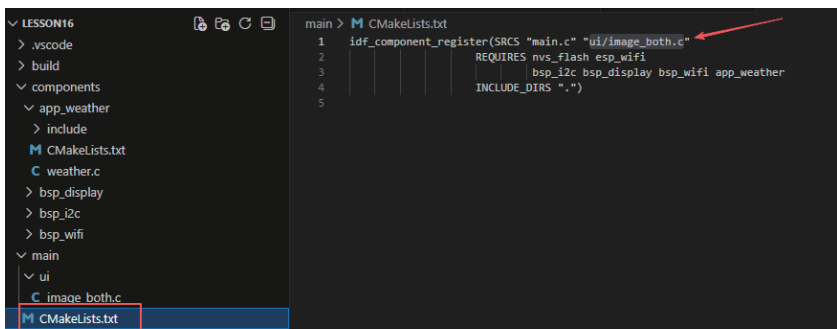 LESSON16
.vscode
build
components
app_weather
include
CMakeLists.txt
weather.c
bsp_display
bsp_i2c
bsp_wifi
main
ui
image_both.c
CMakeLists.txt
main > CMakeLists.txt
1 idf_component_register(SRCS "main.c" "ui/image_both.c"
2 REQUIRES nvs_flash esp_wifi
3 bsp_i2c bsp_display bsp_wifi app_weather
4 INCLUDE_DIRS ".")
5